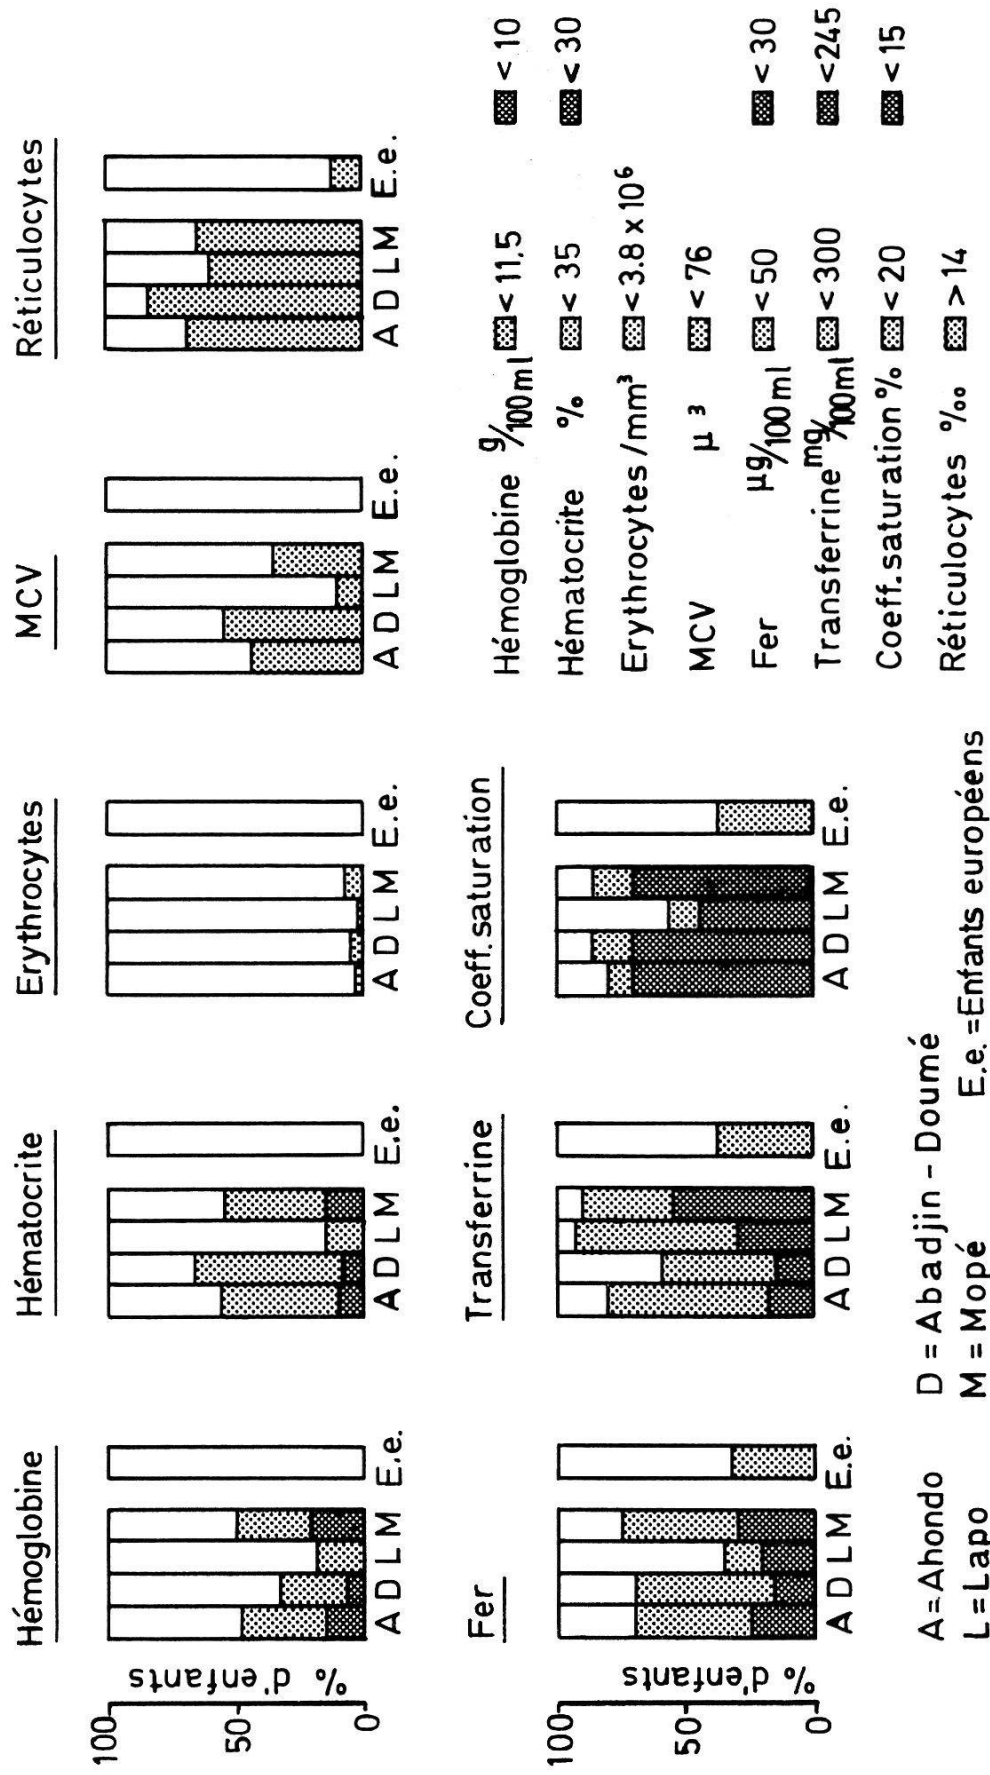 Hémoglobine
Hématocrite
Erythrocytes
MCV
Réticulocytes
% d'enfants
100
50
0
A D L M E.e.
A D L M E.e.
A D L M E.e.
A D L M E.e.
A D L M E.e.
Fer
Transferrine
Coeff. saturation
% d'enfants
100
50
0
A D L M E.e.
A D L M E.e.
A D L M E.e.
Hémoglobine g/100ml <11,5 <10
Hématocrite % <35 <30
Erythrocytes/mm³ <3.8 x 10⁶
MCV µ³ <76
Fer µg/100ml <50 <30
Transferrine mg/100ml <300 <245
Coeff. saturation % <20 <15
Réticulocytes ‰ >14
A = Ahondo D = Abadjin - Doumé
L = Lapo M = Mopé E.e. = Enfants européens